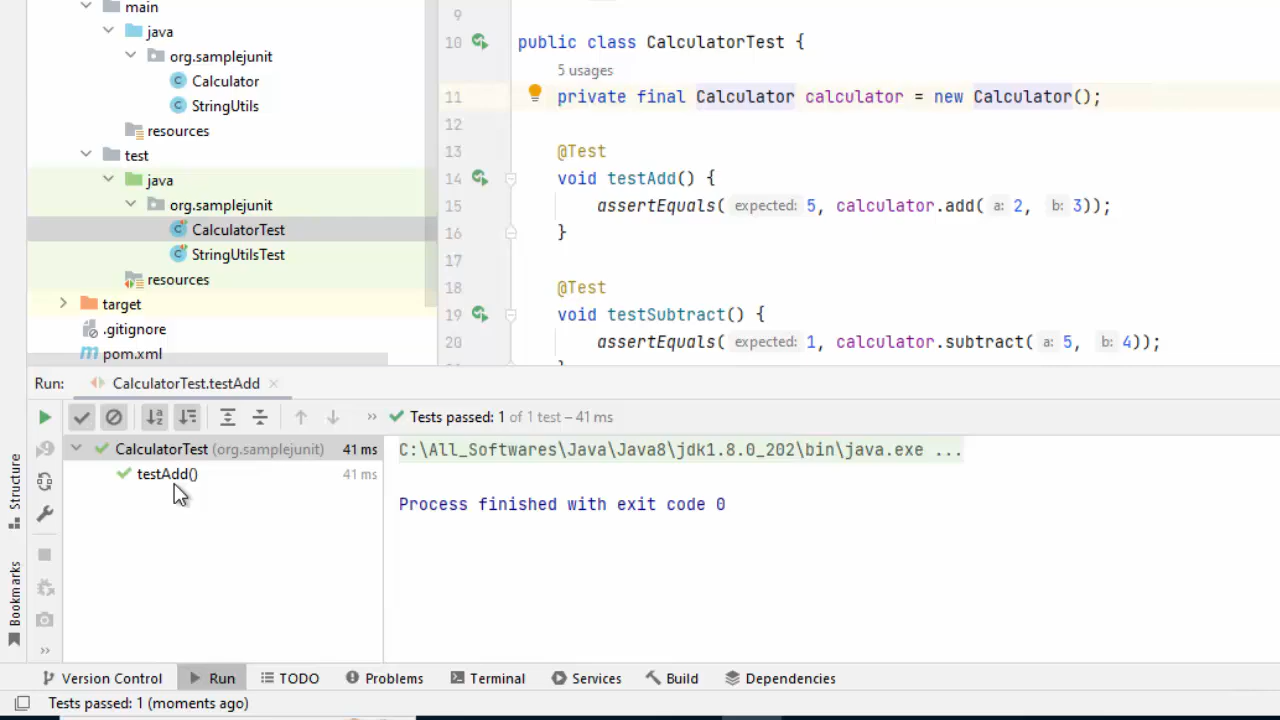 main
java
org.samplejunit
Calculator
StringUtils
resources
test
java
org.samplejunit
CalculatorTest
StringUtilsTest
resources
target
.gitignore
pom.xml
9
10 public class CalculatorTest {
5 usages
11 private final Calculator calculator = new Calculator();
12
13 @Test
14 void testAdd() {
15 assertEquals( expected: 5, calculator.add( a: 2, b: 3));
16 }
17
18 @Test
19 void testSubtract() {
20 assertEquals( expected: 1, calculator.subtract( a: 5, b: 4));
Run: CalculatorTest.testAdd
Tests passed: 1 of 1 test – 41 ms
CalculatorTest (org.samplejunit) 41 ms
testAdd() 41 ms
C:\All_Softwares\Java\Java8\jdk1.8.0_202\bin\java.exe ...
Process finished with exit code 0
Structure
Bookmarks
Version Control Run TODO Problems Terminal Services Build Dependencies
Tests passed: 1 (moments ago)